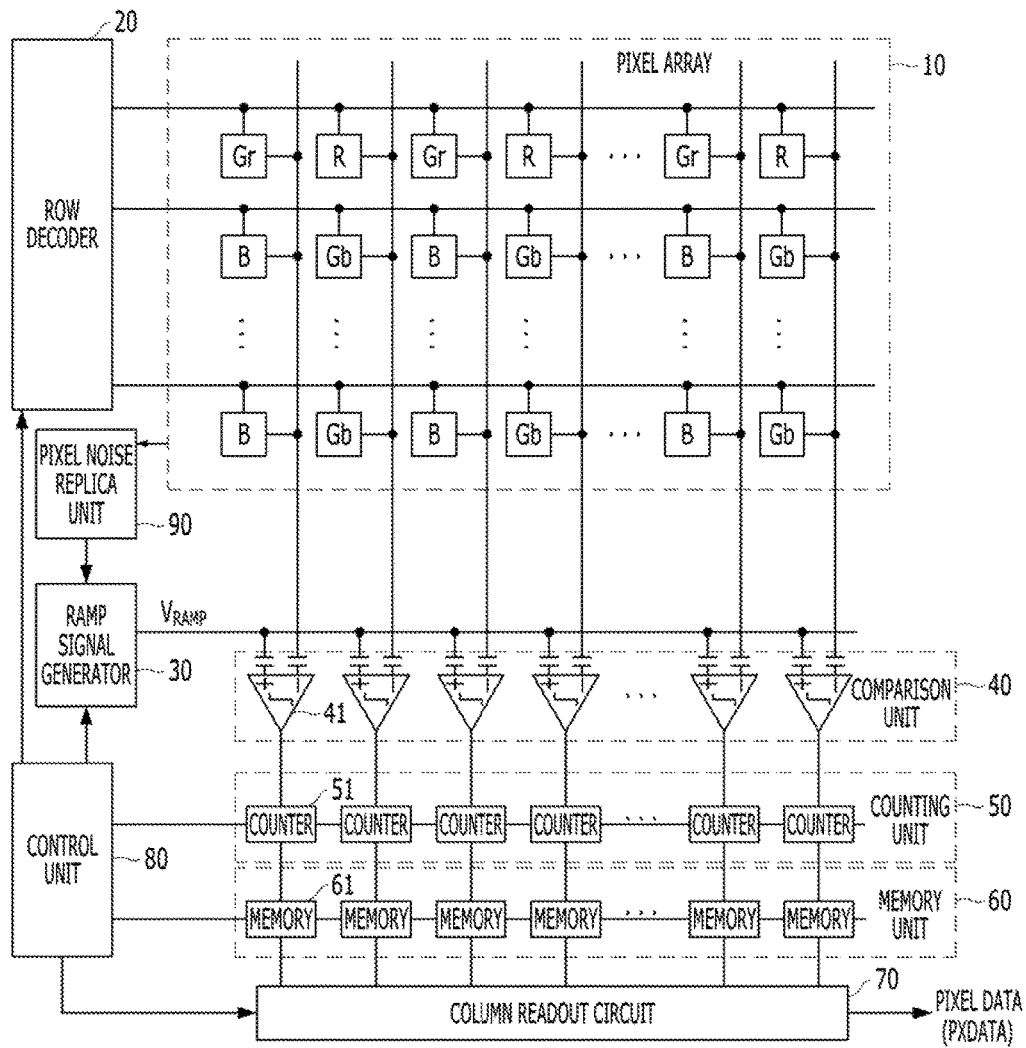 20
PIXEL ARRAY
10
Gr R Gr R ... Gr R
ROW
DECODER
B Gb B Gb ... B Gb
B Gb B Gb ... B Gb
PIXEL NOISE
REPLICA
UNIT
90
RAMP
SIGNAL
GENERATOR
30
VRAMP
+ - + - + - + - ... + - + -
41
COMPARISON
UNIT
40
51
COUNTER COUNTER COUNTER COUNTER ... COUNTER COUNTER
COUNTING
UNIT
50
CONTROL
UNIT
80
61
MEMORY MEMORY MEMORY MEMORY ... MEMORY MEMORY
MEMORY
UNIT
60
COLUMN READOUT CIRCUIT
70
PIXEL DATA
(PXDATA)